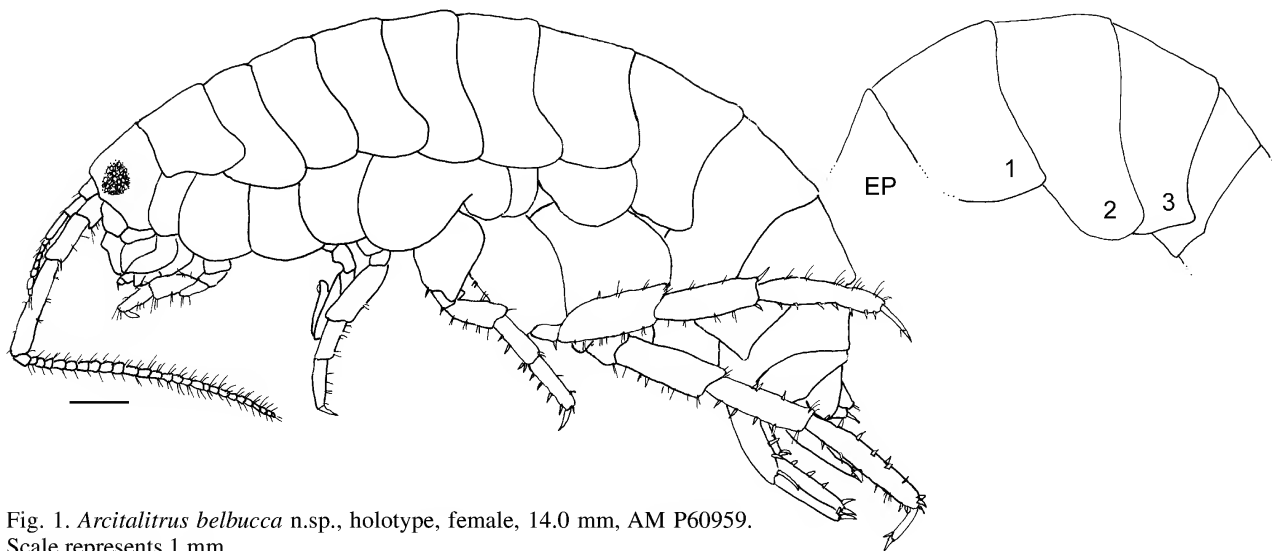 EP
1
2
3
Fig. 1. Arcitalitrus belbucca n.sp., holotype, female, 14.0 mm, AM P60959.
Scale represents 1 mm